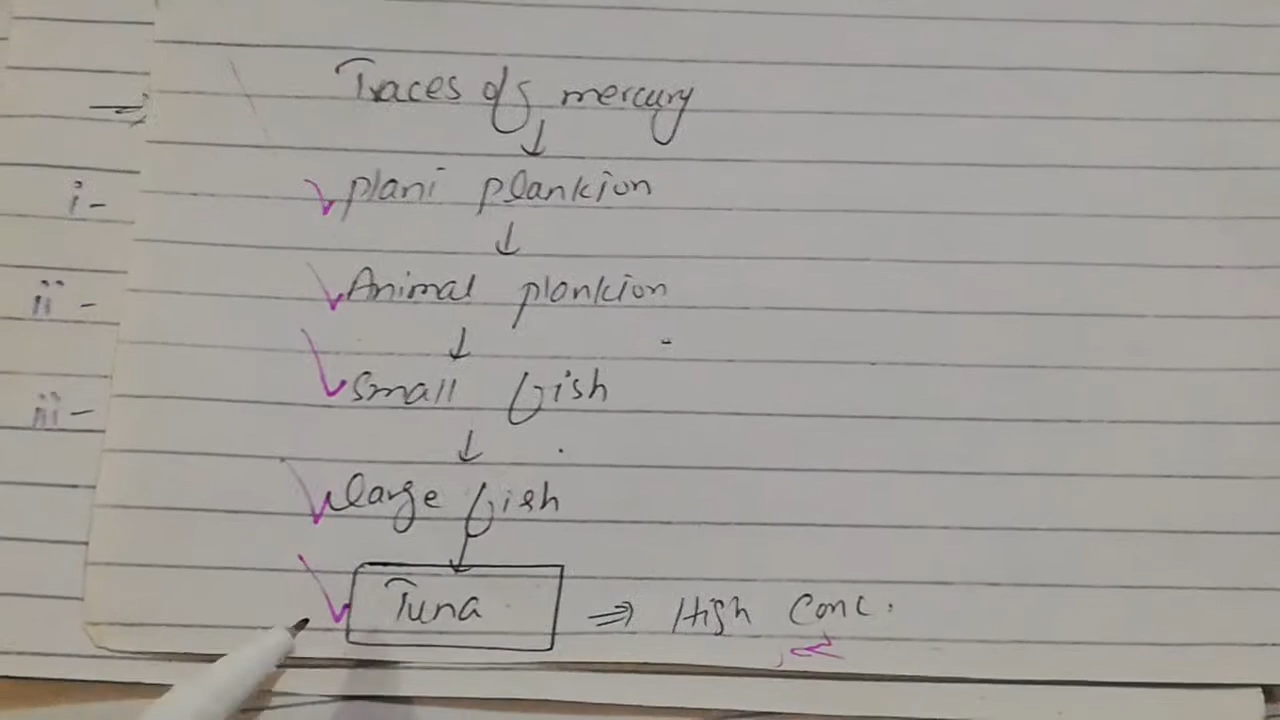 Traces of mercury
↓
i-
plant plankton
↓
ii-
Animal plankton
↓
small fish
iii-
↓
large fish
↓
Tuna ⇒ High Conc.